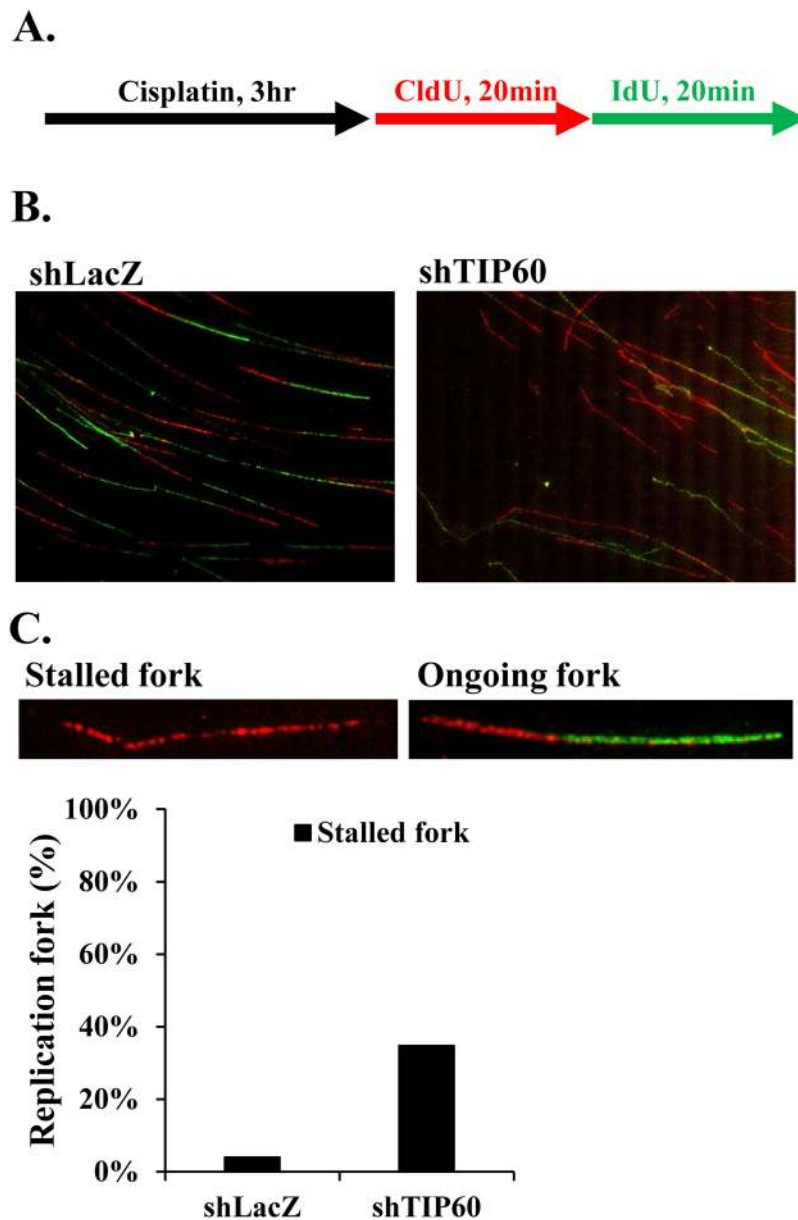 A.
Cisplatin, 3hr CldU, 20min IdU, 20min
B.
shLacZ shTIP60
C.
Stalled fork Ongoing fork
100%
Stalled fork
80%
60%
40%
20%
0%
Replication fork (%)
shLacZ shTIP60